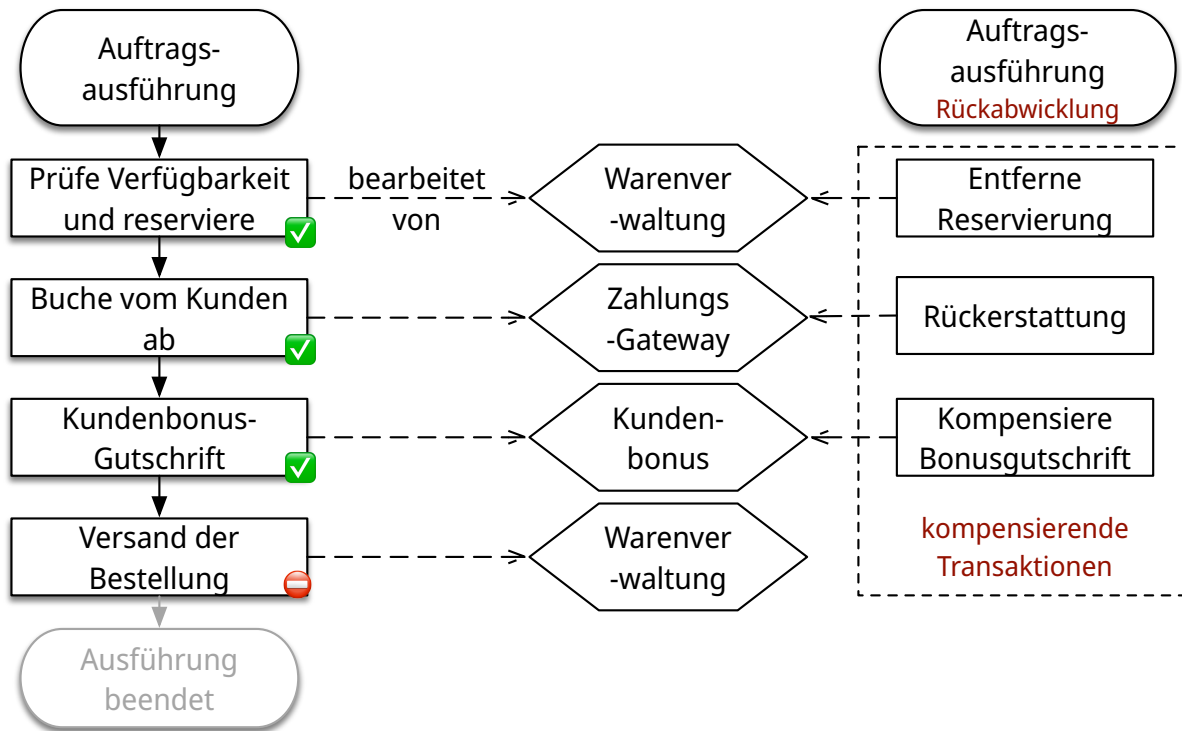 Auftrags-
ausführung
Auftrags-
ausführung
Rückabwicklung
Prüfe Verfügbarkeit
und reserviere
bearbeitet
von
Warenver
-waltung
Entferne
Reservierung
Buche vom Kunden
ab
Zahlungs
-Gateway
Rückerstattung
Kundenbonus-
Gutschrift
Kunden-
bonus
Kompensiere
Bonusgutschrift
Versand der
Bestellung
Warenver
-waltung
kompensierende
Transaktionen
Ausführung
beendet